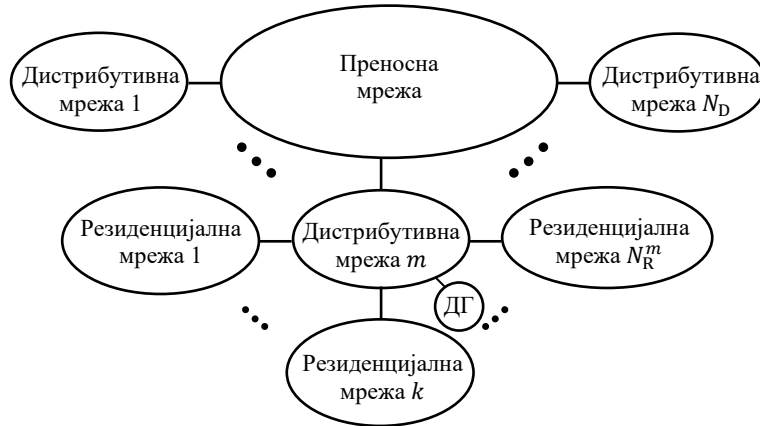 Преносна
мрежа
Дистрибутивна
мрежа 1
Дистрибутивна
мрежа N_D
Резиденцијална
мрежа 1
Дистрибутивна
мрежа m
Резиденцијална
мрежа N_R^m
ДГ
Резиденцијална
мрежа k